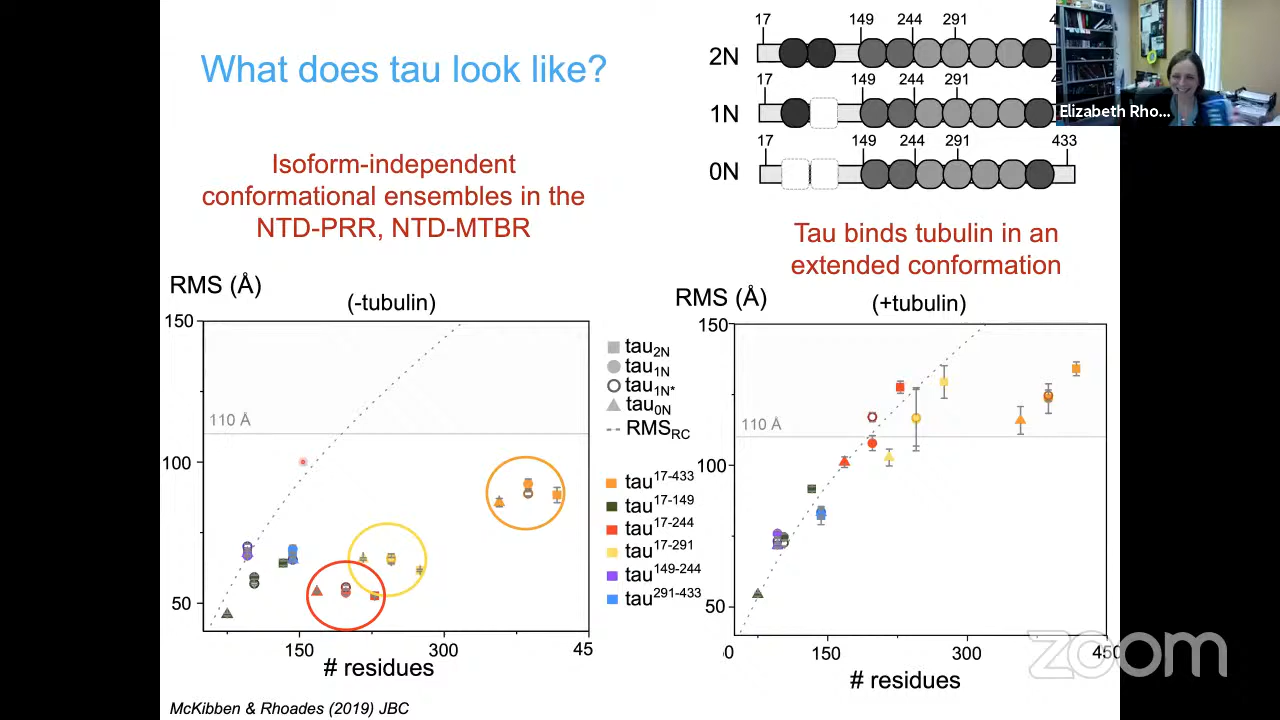 What does tau look like?
Isoform-independent
conformational ensembles in the
NTD-PRR, NTD-MTBR
17 149 244 291 4
2N
17 149 244 291 4
1N
17 149 244 291 433
0N
Elizabeth Rho...
Tau binds tubulin in an
extended conformation
RMS (Å)
(-tubulin)
150
110 Å
100
50
150 300 45
# residues
tau2N
tau1N
tau1N*
tau0N
RMSRC
tau17-433
tau17-149
tau17-244
tau17-291
tau149-244
tau291-433
RMS (Å)
(+tubulin)
150
110 Å
100
50
0 150 300 450
# residues
zoom
McKibben & Rhoades (2019) JBC